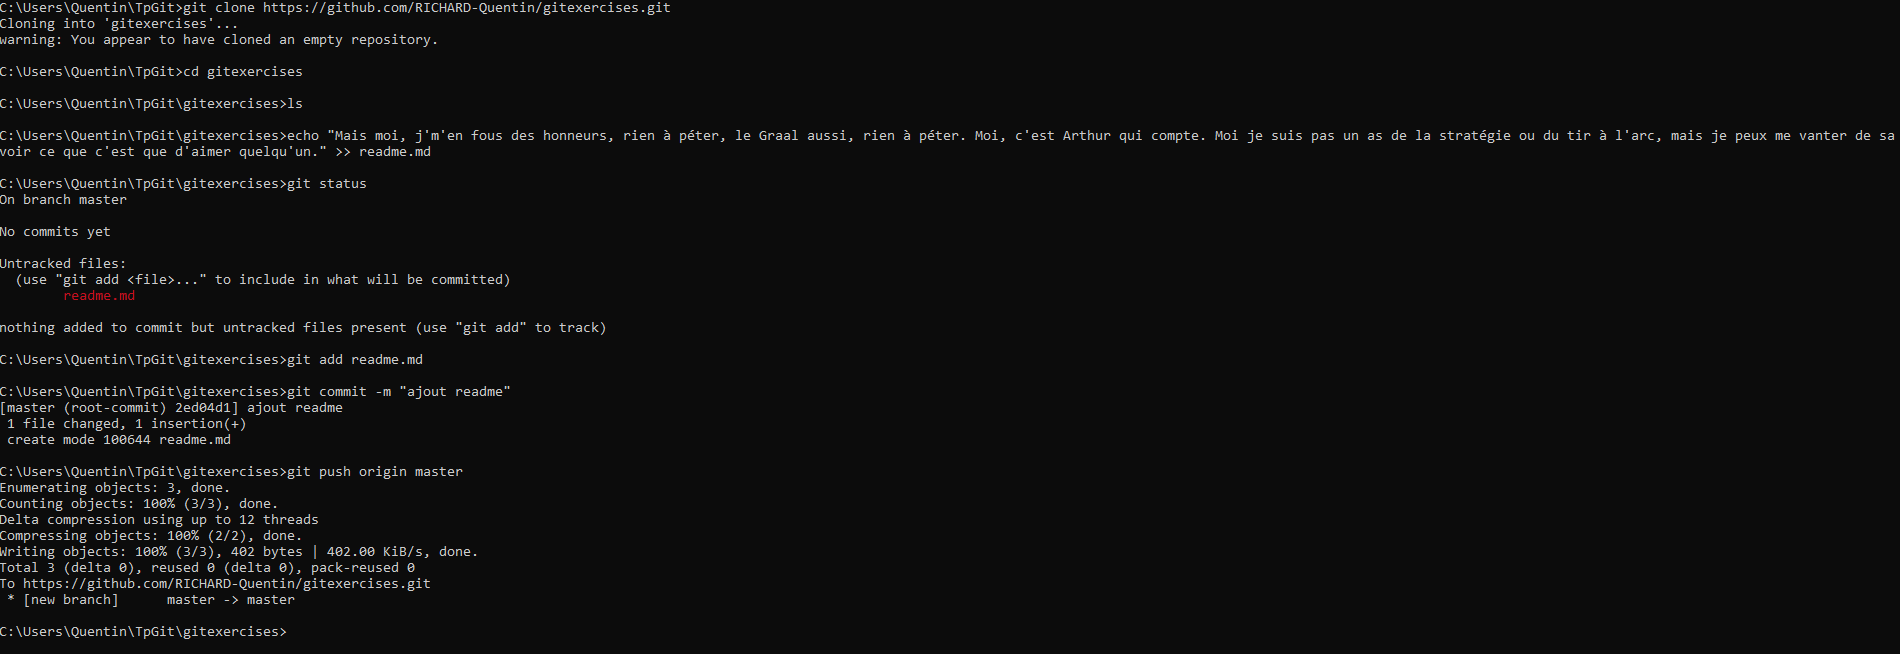 C:\Users\Quentin\TpGit>git clone https://github.com/RICHARD-Quentin/gitexercises.git
Cloning into 'gitexercises'...
warning: You appear to have cloned an empty repository.
C:\Users\Quentin\TpGit>cd gitexercises
C:\Users\Quentin\TpGit\gitexercises>ls
C:\Users\Quentin\TpGit\gitexercises>echo "Mais moi, j'm'en fous des honneurs, rien à péter, le Graal aussi, rien à péter. Moi, c'est Arthur qui compte. Moi je suis pas un as de la stratégie ou du tir à l'arc, mais je peux me vanter de sa
voir ce que c'est que d'aimer quelqu'un." >> readme.md
C:\Users\Quentin\TpGit\gitexercises>git status
On branch master
No commits yet
Untracked files:
  (use "git add <file>..." to include in what will be committed)
        readme.md
nothing added to commit but untracked files present (use "git add" to track)
C:\Users\Quentin\TpGit\gitexercises>git add readme.md
C:\Users\Quentin\TpGit\gitexercises>git commit -m "ajout readme"
[master (root-commit) 2ed04d1] ajout readme
 1 file changed, 1 insertion(+)
 create mode 100644 readme.md
C:\Users\Quentin\TpGit\gitexercises>git push origin master
Enumerating objects: 3, done.
Counting objects: 100% (3/3), done.
Delta compression using up to 12 threads
Compressing objects: 100% (2/2), done.
Writing objects: 100% (3/3), 402 bytes | 402.00 KiB/s, done.
Total 3 (delta 0), reused 0 (delta 0), pack-reused 0
To https://github.com/RICHARD-Quentin/gitexercises.git
 * [new branch]      master -> master
C:\Users\Quentin\TpGit\gitexercises>